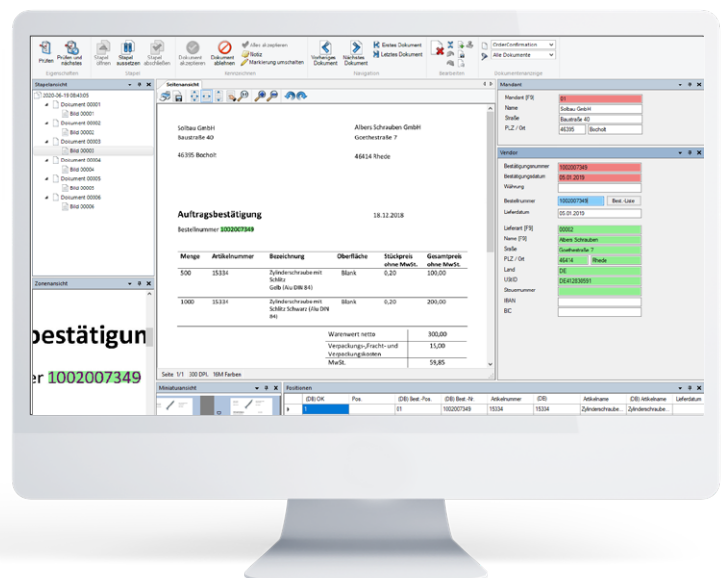 Prüfen
Prüfen und nächstes
Stapel öffnen
Stapel aussetzen
Stapel abschließen
Dokument akzeptieren
Dokument ablehnen
Alles akzeptieren
Notiz
Markierung umschalten
Vorheriges Dokument
Nächstes Dokument
Erstes Dokument
Letztes Dokument
OrderConfirmation
Alle Dokumente
Eigenschaften
Stapel
Kennzeichnen
Navigation
Bearbeiten
Dokumentenanzeige
Stapelansicht
2020-06-19 08:43:05
Document 00001
Bild 00001
Document 00002
Bild 00002
Document 00003
Bild 00003
Document 00004
Bild 00004
Document 00005
Bild 00005
Document 00006
Bild 00006
Zonenansicht
bestätigun
er 1002007349
Seitenansicht
Solbau GmbH
Baustraße 40
46395 Bocholt
Albers Schrauben GmbH
Goethestraße 7
46414 Rhede
Auftragsbestätigung
18.12.2018
Bestellnummer 1002007349
Menge Artikelnummer Bezeichnung Oberfläche Stückpreis ohne MwSt. Gesamtpreis ohne MwSt.
500 15334 Zylinderschraube mit Blank 0,20 100,00
Schlitz
Gelb (Alu DIN 84)
1000 15334 Zylinderschraube mit Blank 0,20 200,00
Schlitz Schwarz (Alu DIN
84)
Warenwert netto 300,00
Verpackungs-,Fracht- und 15,00
Verpackungskosten
MwSt. 59,85
Seite 1/1 300 DPI. 16M Farben
Mandant
Mandant [F9] 01
Name Solbau GmbH
Straße Baustraße 40
PLZ / Ort 46395 Bocholt
Vendor
Bestätigungsnummer 1002007349
Bestätigungsdatum 05.01.2019
Währung
Bestellnummer 1002007349 Best.-Liste
Lieferdatum 05.01.2019
Lieferant [F9] 00002
Name [F9] Albers Schrauben
Straße Goethestraße 7
PLZ / Ort 46414 Rhede
Land DE
UStID DE412836591
Steuernummer
IBAN
BIC
Miniaturansicht
Positionen
(DB) OK Pos. (DB) Best.-Pos. (DB) Best.-Nr. Artikelnummer (DB) Artikelname (DB) Artikelname Lieferdatum
1 01 1002007349 15334 15334 Zylinderschraube... Zylinderschraube...